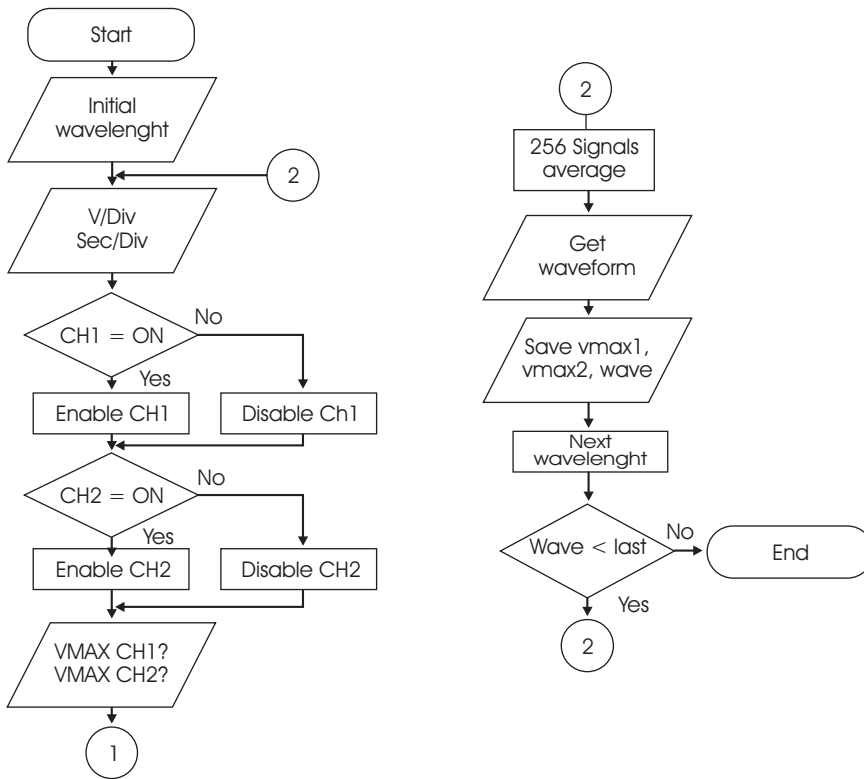 Start
Initial
wavelenght
2
V/Div
Sec/Div
CH1 = ON
No
Yes
Enable CH1
Disable Ch1
CH2 = ON
No
Yes
Enable CH2
Disable CH2
VMAX CH1?
VMAX CH2?
1
2
256 Signals
average
Get
waveform
Save vmax1,
vmax2, wave
Next
wavelenght
Wave < last
No
End
Yes
2